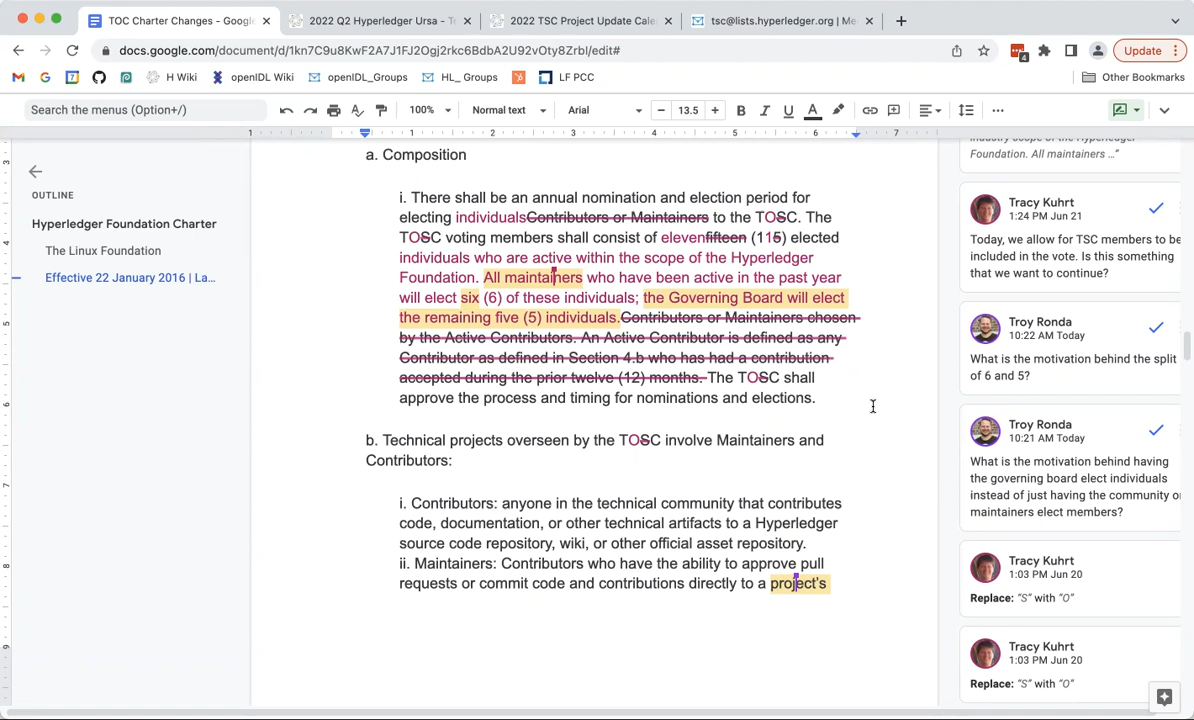 TOC Charter Changes - Google
2022 Q2 Hyperledger Ursa - Te
2022 TSC Project Update Cale
tsc@lists.hyperledger.org | Me
docs.google.com/document/d/1kn7C9u8KwF2A7J1FJ2Ogj2rkc6BdbA2U92vOty8ZrbI/edit#
4
Update
H Wiki
openIDL Wiki
openIDL_Groups
HL_ Groups
LF PCC
Other Bookmarks
Search the menus (Option+/)
100%
Normal text
Arial
13.5
B I U A
1 1 2 3 4 5 6 7
OUTLINE
Hyperledger Foundation Charter
The Linux Foundation
Effective 22 January 2016 | La...
a. Composition
i. There shall be an annual nomination and election period for
electing individualsContributors or Maintainers to the TOSC. The
TOSC voting members shall consist of elevenfifteen (115) elected
individuals who are active within the scope of the Hyperledger
Foundation. All maintainers who have been active in the past year
will elect six (6) of these individuals; the Governing Board will elect
the remaining five (5) individuals.Contributors or Maintainers chosen
by the Active Contributors. An Active Contributor is defined as any
Contributor as defined in Section 4.b who has had a contribution
accepted during the prior twelve (12) months. The TOSC shall
approve the process and timing for nominations and elections.
b. Technical projects overseen by the TOSC involve Maintainers and
Contributors:
i. Contributors: anyone in the technical community that contributes
code, documentation, or other technical artifacts to a Hyperledger
source code repository, wiki, or other official asset repository.
ii. Maintainers: Contributors who have the ability to approve pull
requests or commit code and contributions directly to a project's
industry scope of the Hyperledger
Foundation. All maintainers ..."
Tracy Kuhrt
1:24 PM Jun 21
Today, we allow for TSC members to be
included in the vote. Is this something
that we want to continue?
Troy Ronda
10:22 AM Today
What is the motivation behind the split
of 6 and 5?
Troy Ronda
10:21 AM Today
What is the motivation behind having
the governing board elect individuals
instead of just having the community o
maintainers elect members?
Tracy Kuhrt
1:03 PM Jun 20
Replace: "S" with "O"
Tracy Kuhrt
1:03 PM Jun 20
Replace: "S" with "O"